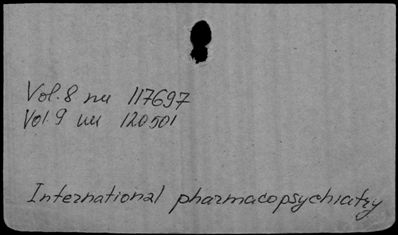 Vol. 8 nu 117697
Vol. 9 nu 120501
International pharmacopsychiatry